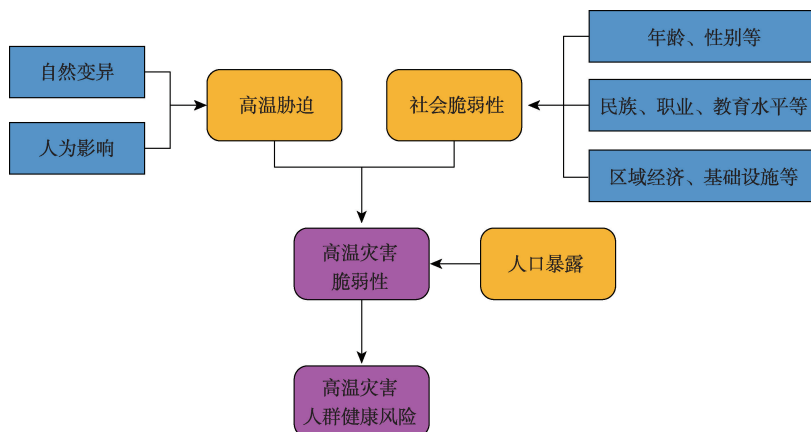 年龄、性别等
自然变异
高温胁迫
社会脆弱性
民族、职业、教育水平等
人为影响
区域经济、基础设施等
高温灾害
脆弱性
人口暴露
高温灾害
人群健康风险